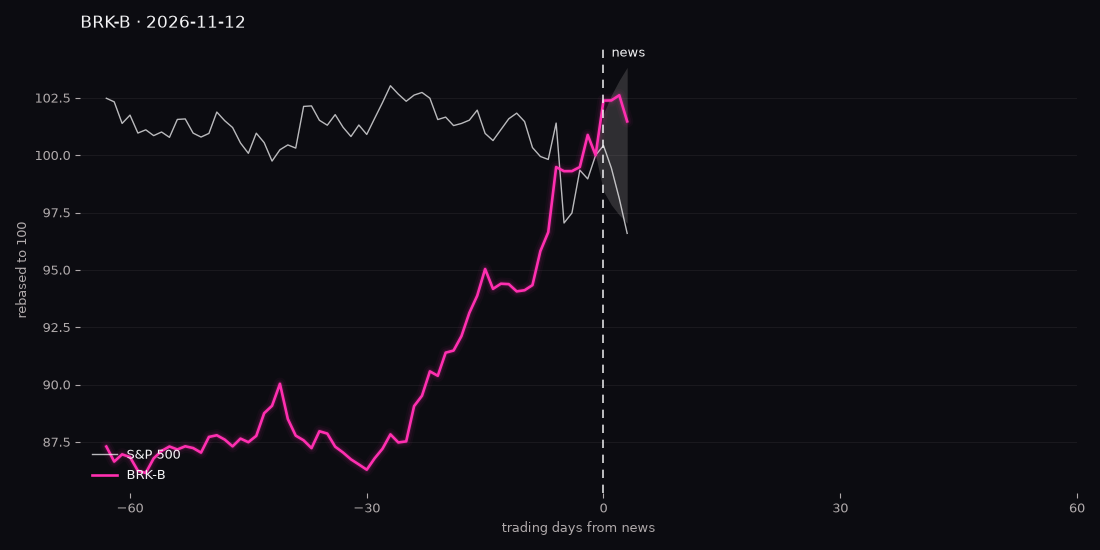 BRK-B · 2026-11-12
news
102.5
100.0
97.5
95.0
92.5
90.0
87.5
rebased to 100
S&P 500
BRK-B
−60
−30
0
30
60
trading days from news